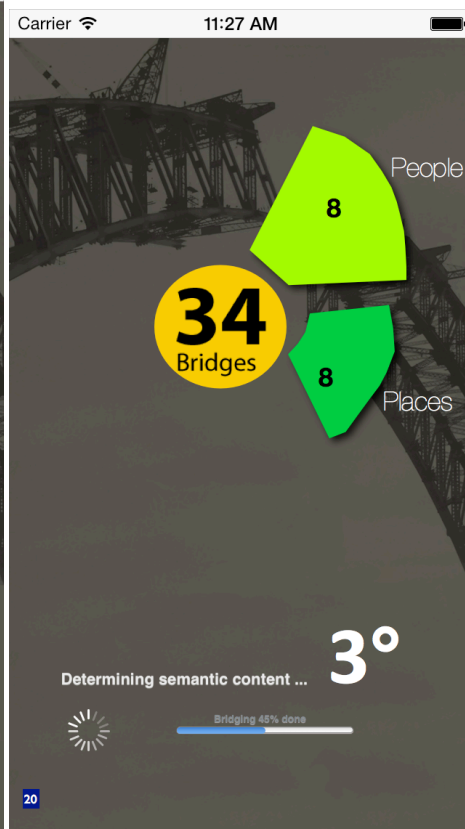 Carrier
11:27 AM
People
8
34
Bridges
8
Places
3°
Determining semantic content ...
Bridging 45% done
20